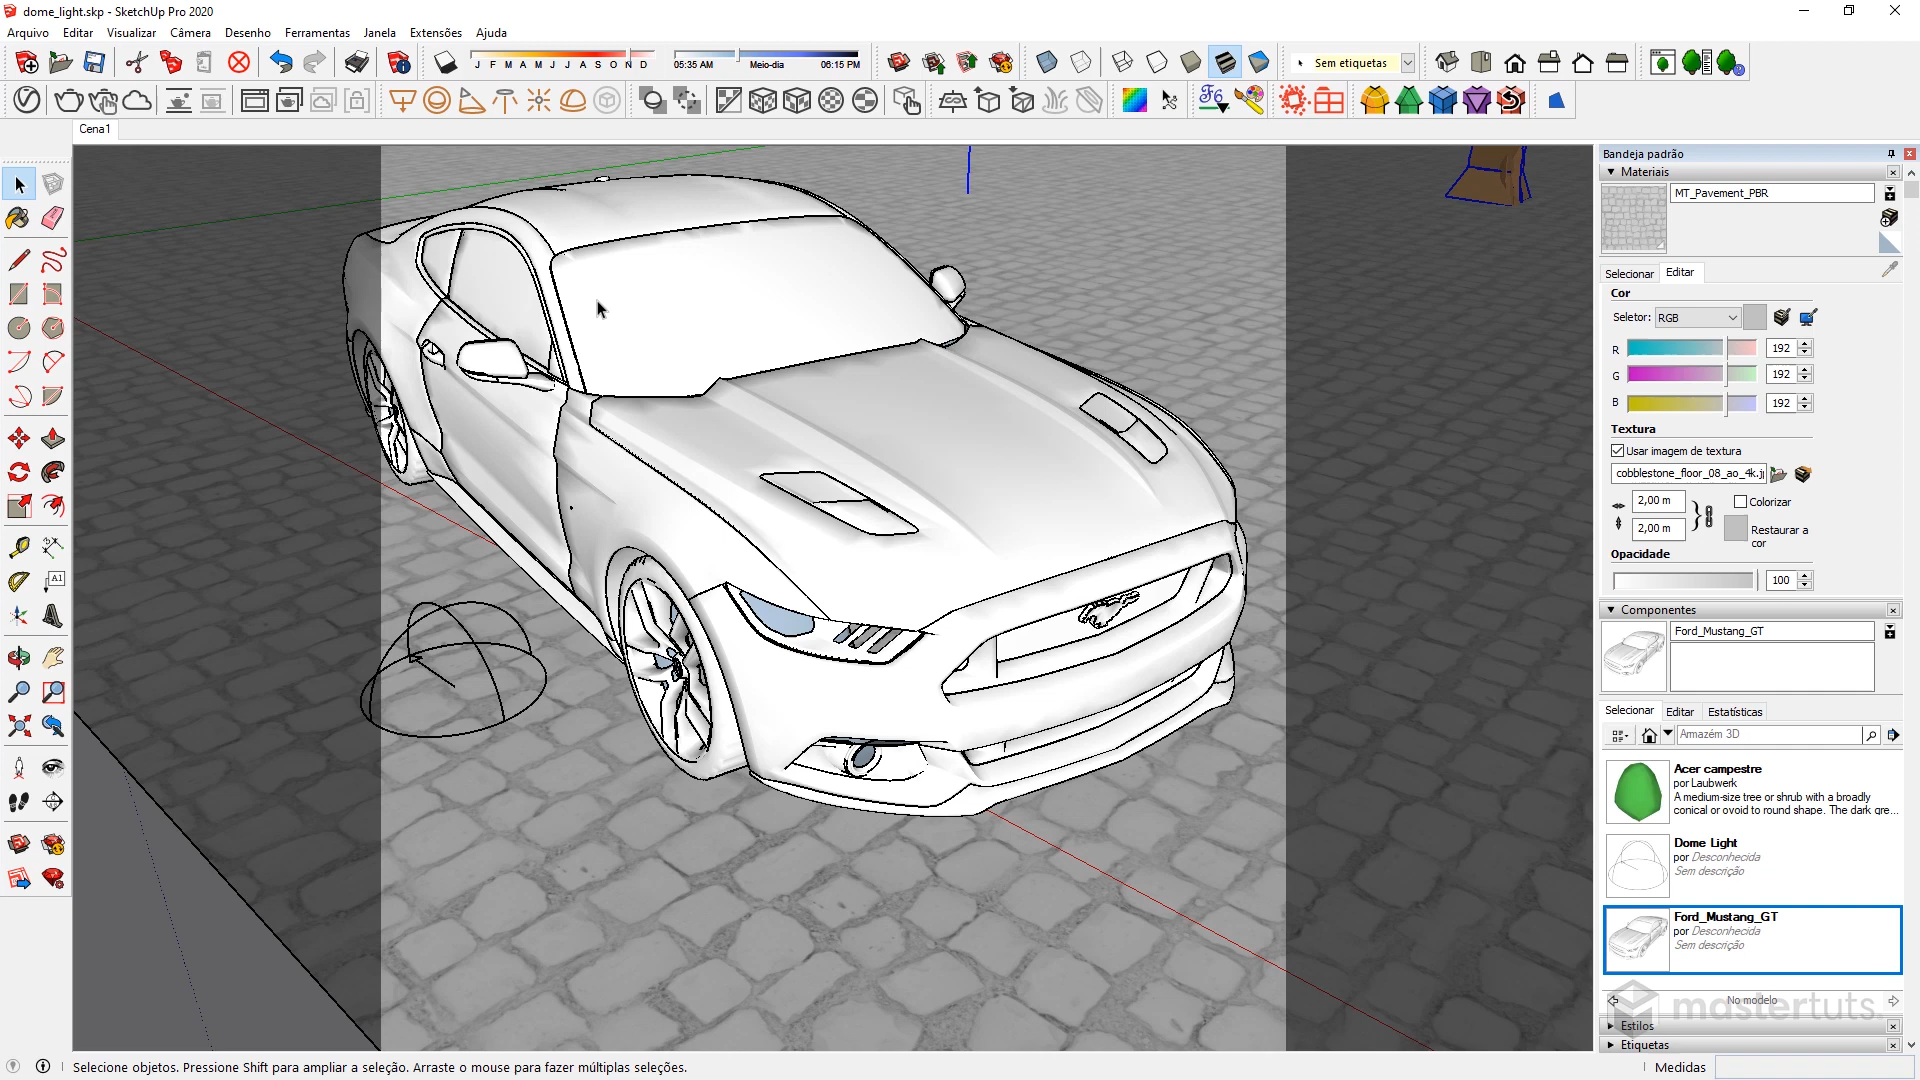 dome_light.skp - SketchUp Pro 2020
Arquivo Editar Visualizar Câmera Desenho Ferramentas Janela Extensões Ajuda
J F M A M J J A S O N D
05:35 AM Meio-dia 06:15 PM
Sem etiquetas
Cena1
Bandeja padrão
Materiais
MT_Pavement_PBR
Selecionar Editar
Cor
Seletor: RGB
R 192
G 192
B 192
Textura
Usar imagem de textura
cobblestone_floor_08_ao_4k.j
2,00 m
Colorizar
2,00 m
Restaurar a
cor
Opacidade
100
Componentes
Ford_Mustang_GT
Selecionar Editar Estatísticas
Armazém 3D
Acer campestre
por Laubwerk
A medium-size tree or shrub with a broadly
conical or ovoid to round shape. The dark gre...
Dome Light
por Desconhecida
Sem descrição
Ford_Mustang_GT
por Desconhecida
Sem descrição
No modelo
mastertuts.
Estilos
Etiquetas
Selecione objetos. Pressione Shift para ampliar a seleção. Arraste o mouse para fazer múltiplas seleções.
Medidas